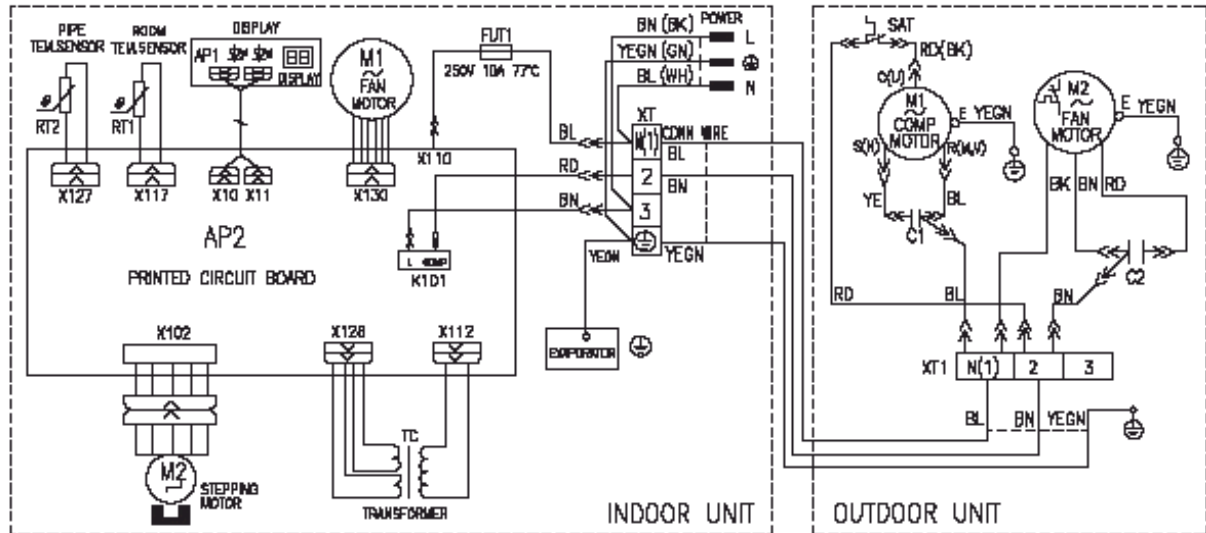 PIPE
TEM.SENSOR
ROOM
TEM.SENSOR
DISPLAY
AP1
DISPLAY
M1
FAN
MOTOR
FUT1
250V 10A 77°C
BN (BK)
POWER
L
YEGN (GN)
BL (WH)
N
RT2
RT1
X127
X117
X10
X11
X130
X110
BL
RD
BN
XT
N(1)
2
3
CONN WIRE
BL
BN
YEGN
YEGN
AP2
PRINTED CIRCUIT BOARD
L COMP
K101
X102
X128
X112
EVAPORATOR
M2
STEPPING
MOTOR
TC
TRANSFORMER
INDOOR UNIT
SAT
RD(BK)
C(U)
M1
COMP
MOTOR
E YEGN
S(X)
R(M,V)
YE
BL
C1
M2
FAN
MOTOR
E YEGN
BK BN RD
C2
RD
BL
BN
XT1
N(1)
2
3
BL
BN
YEGN
OUTDOOR UNIT